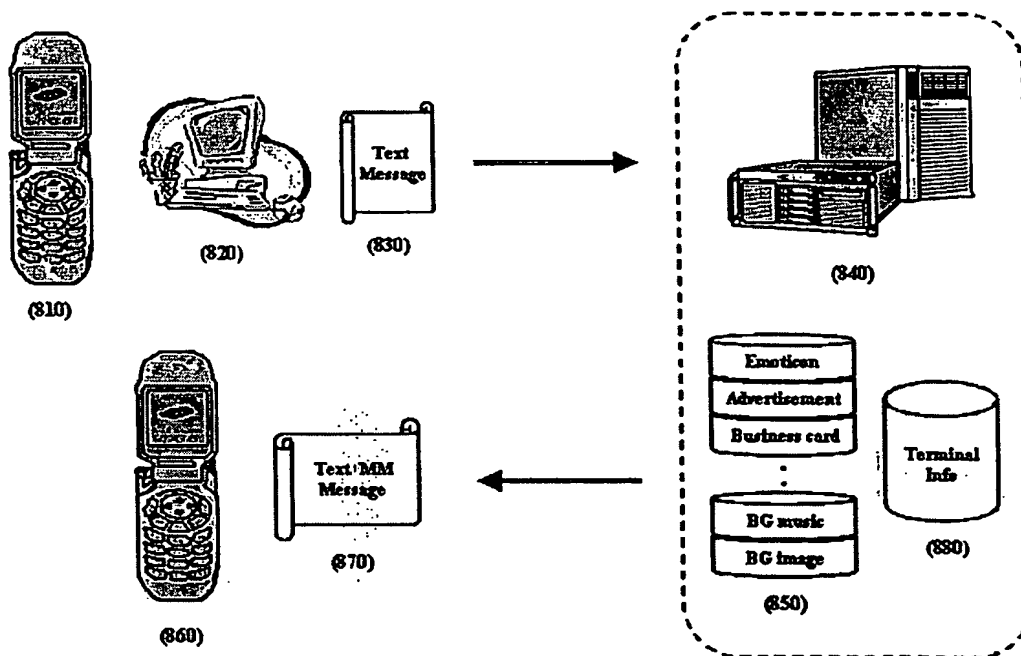 Text
Message
(820)
(830)
(840)
(810)
Emoticon
Advertisement
Business card
Terminal
Info
Text+MM
Message
BG music
BG image
(880)
(870)
(850)
(860)